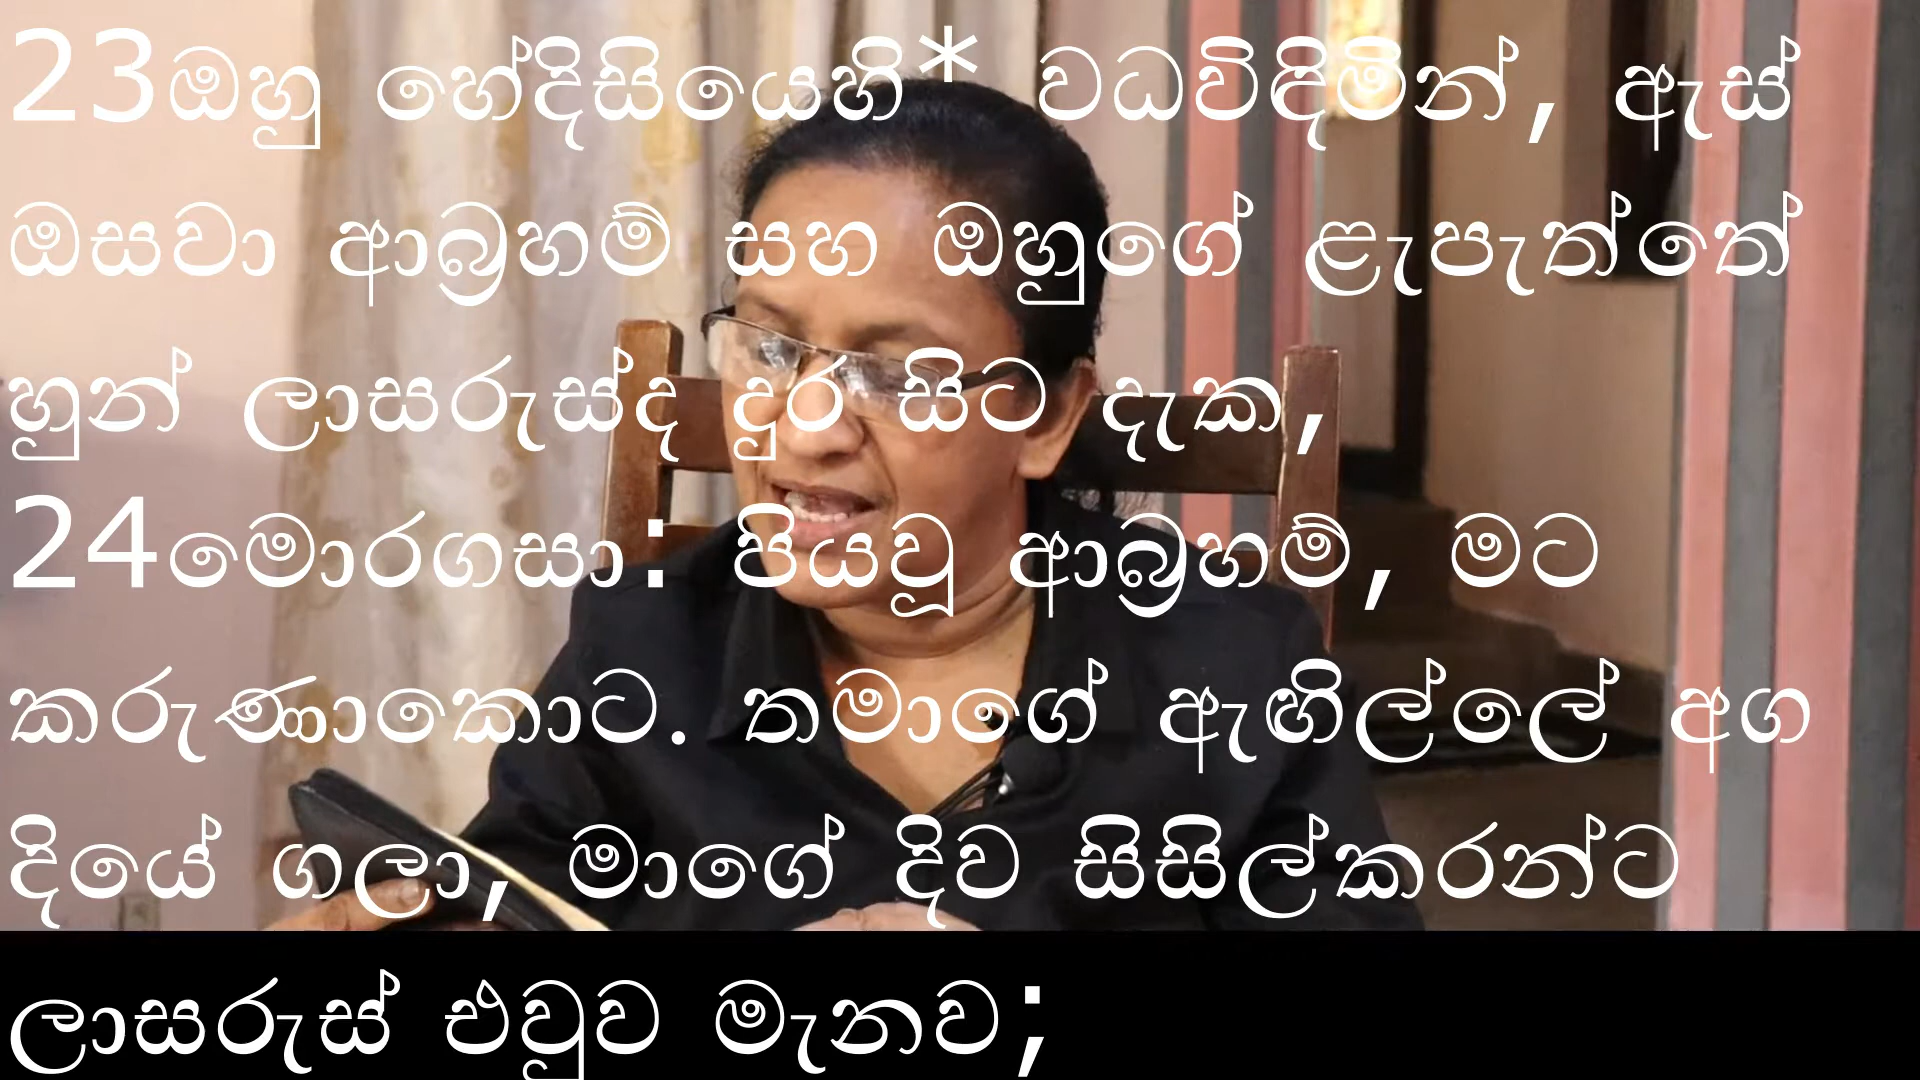 23ඔහු හේදිසියෙහි* වධවිඳිමින්, ඇස්
ඔසවා ආබ්‍රහම් සහ ඔහුගේ ළැපැත්තේ
හුන් ලාසරුස්ද දුර සිට දැක,
24මොරගසා: පියවූ ආබ්‍රහම්, මට
කරුණාකොට. තමාගේ ඇඟිල්ලේ අග
දියේ ගලා, මාගේ දිව සිසිල්කරන්ට
ලාසරුස් එවුව මැනව;